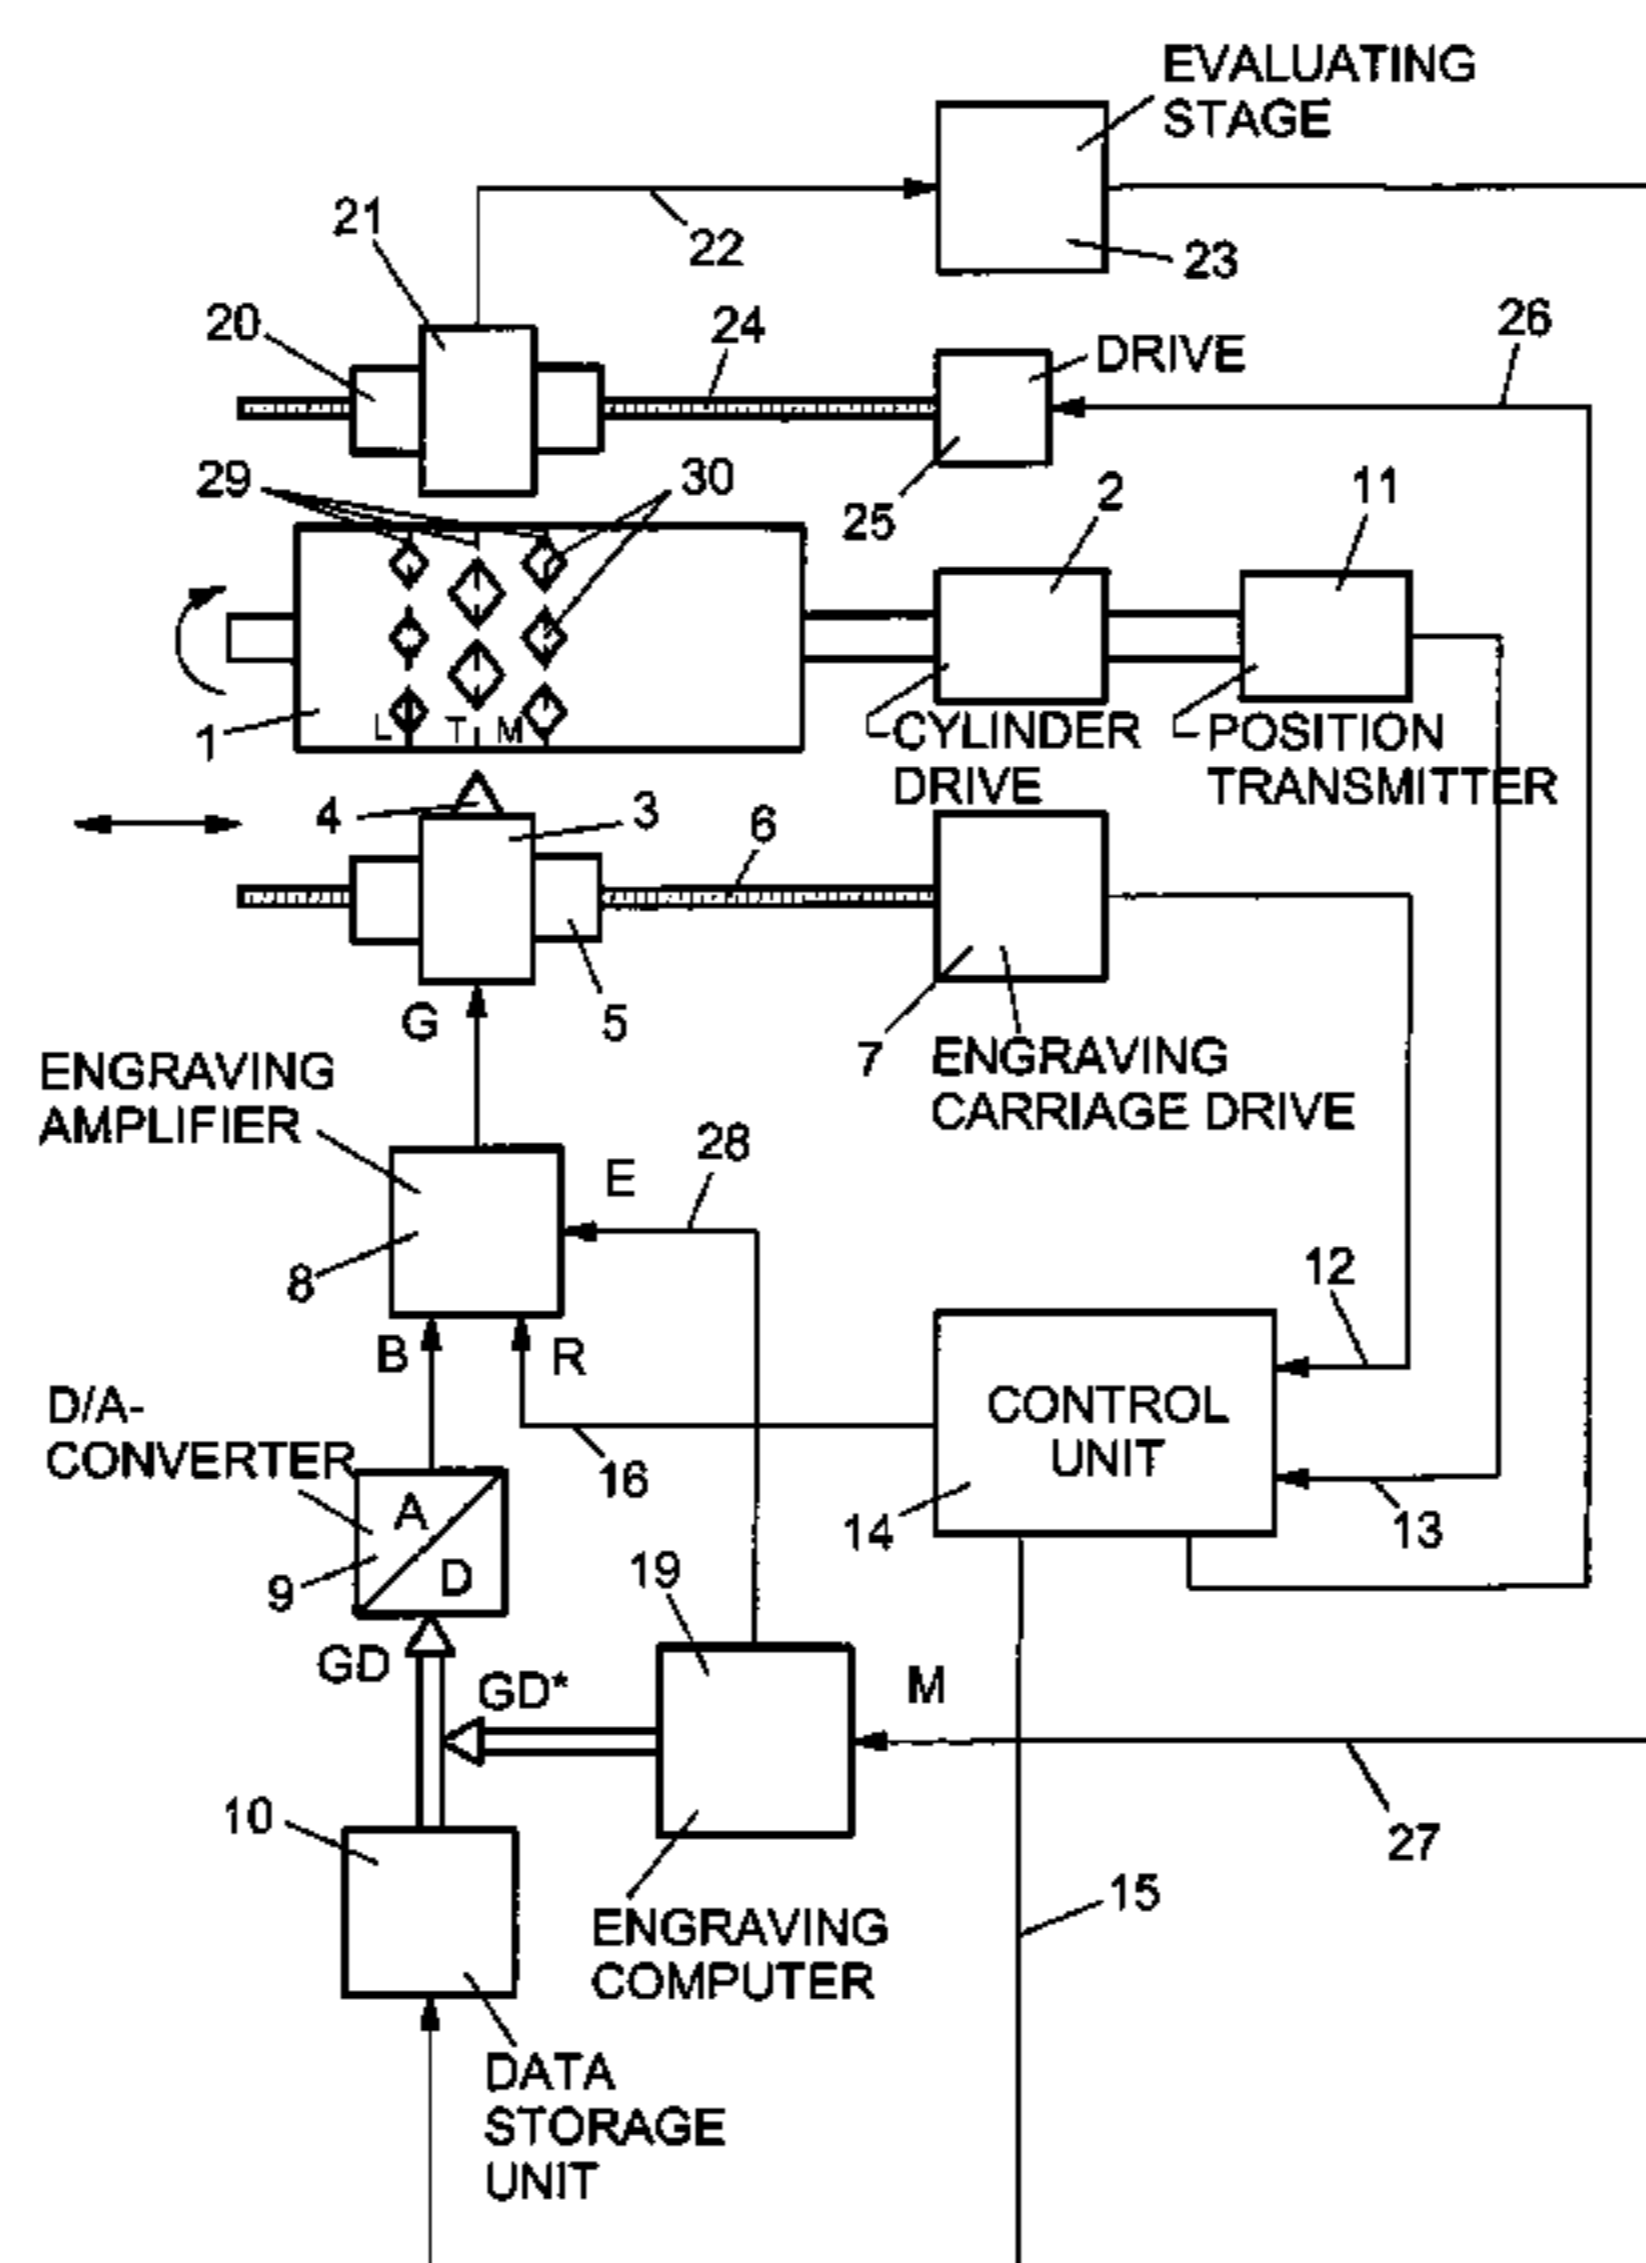 EVALUATING
STAGE
21
22
23
20
24
DRIVE
26
29
30
25
2
11
1
L
T
M
CYLINDER
DRIVE
POSITION
TRANSMITTER
4
3
6
G
5
7
ENGRAVING
CARRIAGE DRIVE
ENGRAVING
AMPLIFIER
28
E
8
12
B
R
D/A-
CONVERTER
CONTROL
UNIT
16
14
13
A
D
9
19
GD
GD*
M
10
27
15
ENGRAVING
COMPUTER
DATA
STORAGE
UNIT